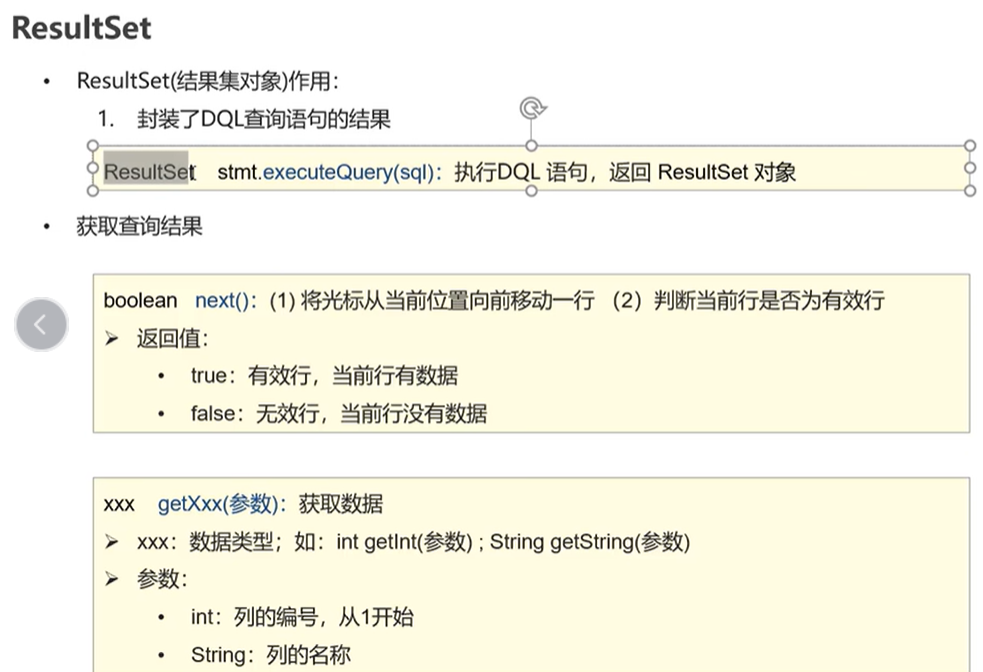 ResultSet
• ResultSet(结果集对象)作用：
1. 封装了DQL查询语句的结果
ResultSet stmt.executeQuery(sql)：执行DQL 语句，返回 ResultSet 对象
• 获取查询结果
boolean next()：(1) 将光标从当前位置向前移动一行 （2）判断当前行是否为有效行
➢ 返回值：
• true：有效行，当前行有数据
• false：无效行，当前行没有数据
xxx getXxx(参数)：获取数据
➢ xxx：数据类型；如：int getInt(参数) ; String getString(参数)
➢ 参数：
• int：列的编号，从1开始
• String：列的名称